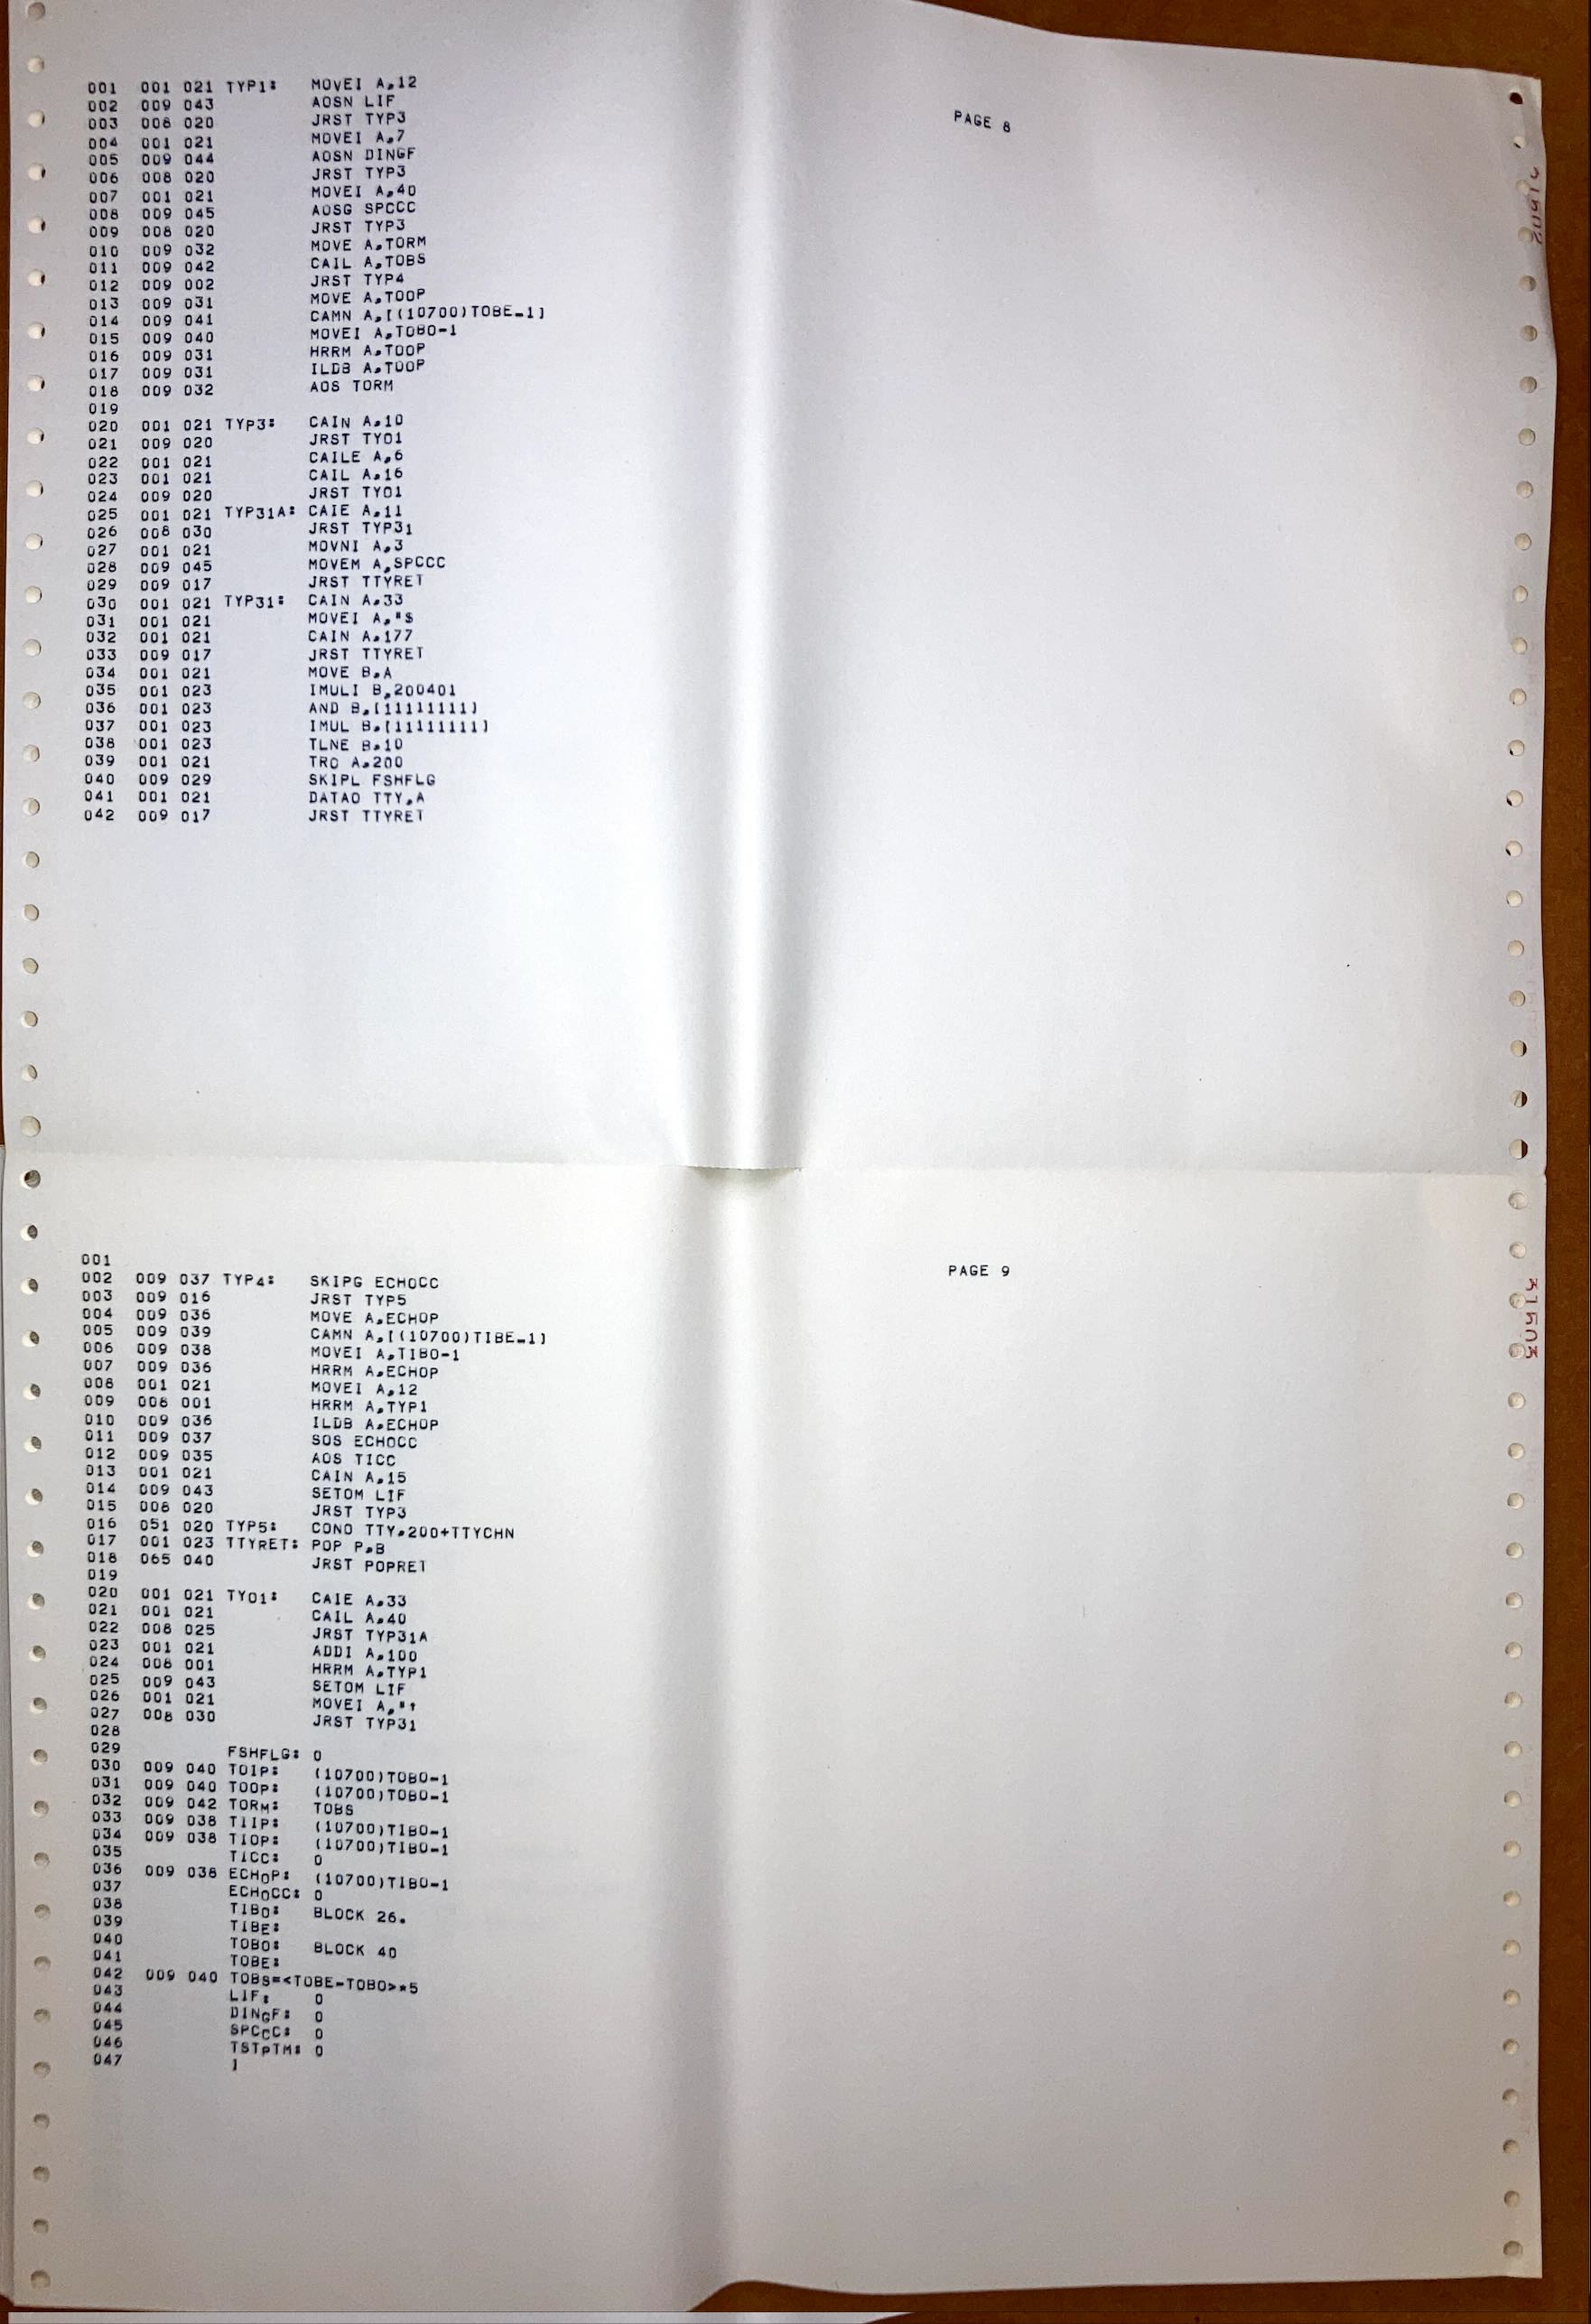 PAGE 8
001 001 021 TYP1: MOVEI A,12
002 009 043 AOSN LIF
003 008 020 JRST TYP3
004 001 021 MOVEI A,7
005 009 044 AOSN DINGF
006 008 020 JRST TYP3
007 001 021 MOVEI A,40
008 009 045 AOSG SPCCC
009 008 020 JRST TYP3
010 009 032 MOVE A,TORM
011 009 042 CAIL A,TOBS
012 009 002 JRST TYP4
013 009 031 MOVE A,TOOP
014 009 041 CAMN A,[(10700)TOBE-1]
015 009 040 MOVEI A,TOBO-1
016 009 031 HRRM A,TOOP
017 009 031 ILDB A,TOOP
018 009 032 AOS TORM
019
020 001 021 TYP3: CAIN A,10
021 009 020 JRST TYO1
022 001 021 CAILE A,6
023 001 021 CAIL A,16
024 009 020 JRST TYO1
025 001 021 TYP31A: CAIE A,11
026 008 030 JRST TYP31
027 001 021 MOVNI A,3
028 009 045 MOVEM A,SPCCC
029 009 017 JRST TTYRET
030 001 021 TYP31: CAIN A,33
031 001 021 MOVEI A,"$
032 001 021 CAIN A,177
033 009 017 JRST TTYRET
034 001 021 MOVE B,A
035 001 023 IMULI B,200401
036 001 023 AND B,[11111111]
037 001 023 IMUL B,[11111111]
038 001 023 TLNE B,10
039 001 021 TRC A,200
040 009 029 SKIPL FSHFLG
041 001 021 DATAO TTY,A
042 009 017 JRST TTYRET
PAGE 9
001
002 009 037 TYP4: SKIPG ECHOCC
003 009 016 JRST TYP5
004 009 036 MOVE A,ECHOP
005 009 039 CAMN A,[(10700)TIBE-1]
006 009 038 MOVEI A,TIBO-1
007 009 036 HRRM A,ECHOP
008 001 021 MOVEI A,12
009 008 001 HRRM A,TYP1
010 009 036 ILDB A,ECHOP
011 009 037 SOS ECHOCC
012 009 035 AOS TICC
013 001 021 CAIN A,15
014 009 043 SETOM LIF
015 008 020 JRST TYP3
016 051 020 TYP5: CONO TTY,200+TTYCHN
017 001 023 TTYRET: POP P,B
018 065 040 JRST POPRET
019
020 001 021 TYO1: CAIE A,33
021 001 021 CAIL A,40
022 008 025 JRST TYP31A
023 001 021 ADDI A,100
024 008 001 HRRM A,TYP1
025 009 043 SETOM LIF
026 001 021 MOVEI A,"↑
027 008 030 JRST TYP31
028
029 FSHFLG: 0
030 009 040 TOIP: (10700)TOBO-1
031 009 040 TOOP: (10700)TOBO-1
032 009 042 TORM: TOBS
033 009 038 TIIP: (10700)TIBO-1
034 009 038 TIOP: (10700)TIBO-1
035 TICC: 0
036 009 038 ECHOP: (10700)TIBO-1
037 ECHOCC: 0
038 TIBO: BLOCK 26.
039 TIBE:
040 TOBO: BLOCK 40
041 TOBE:
042 009 040 TOBS=<TOBE-TOBO>*5
043 LIF: 0
044 DINGF: 0
045 SPCCC: 0
046 TSTPTM: 0
047 ]